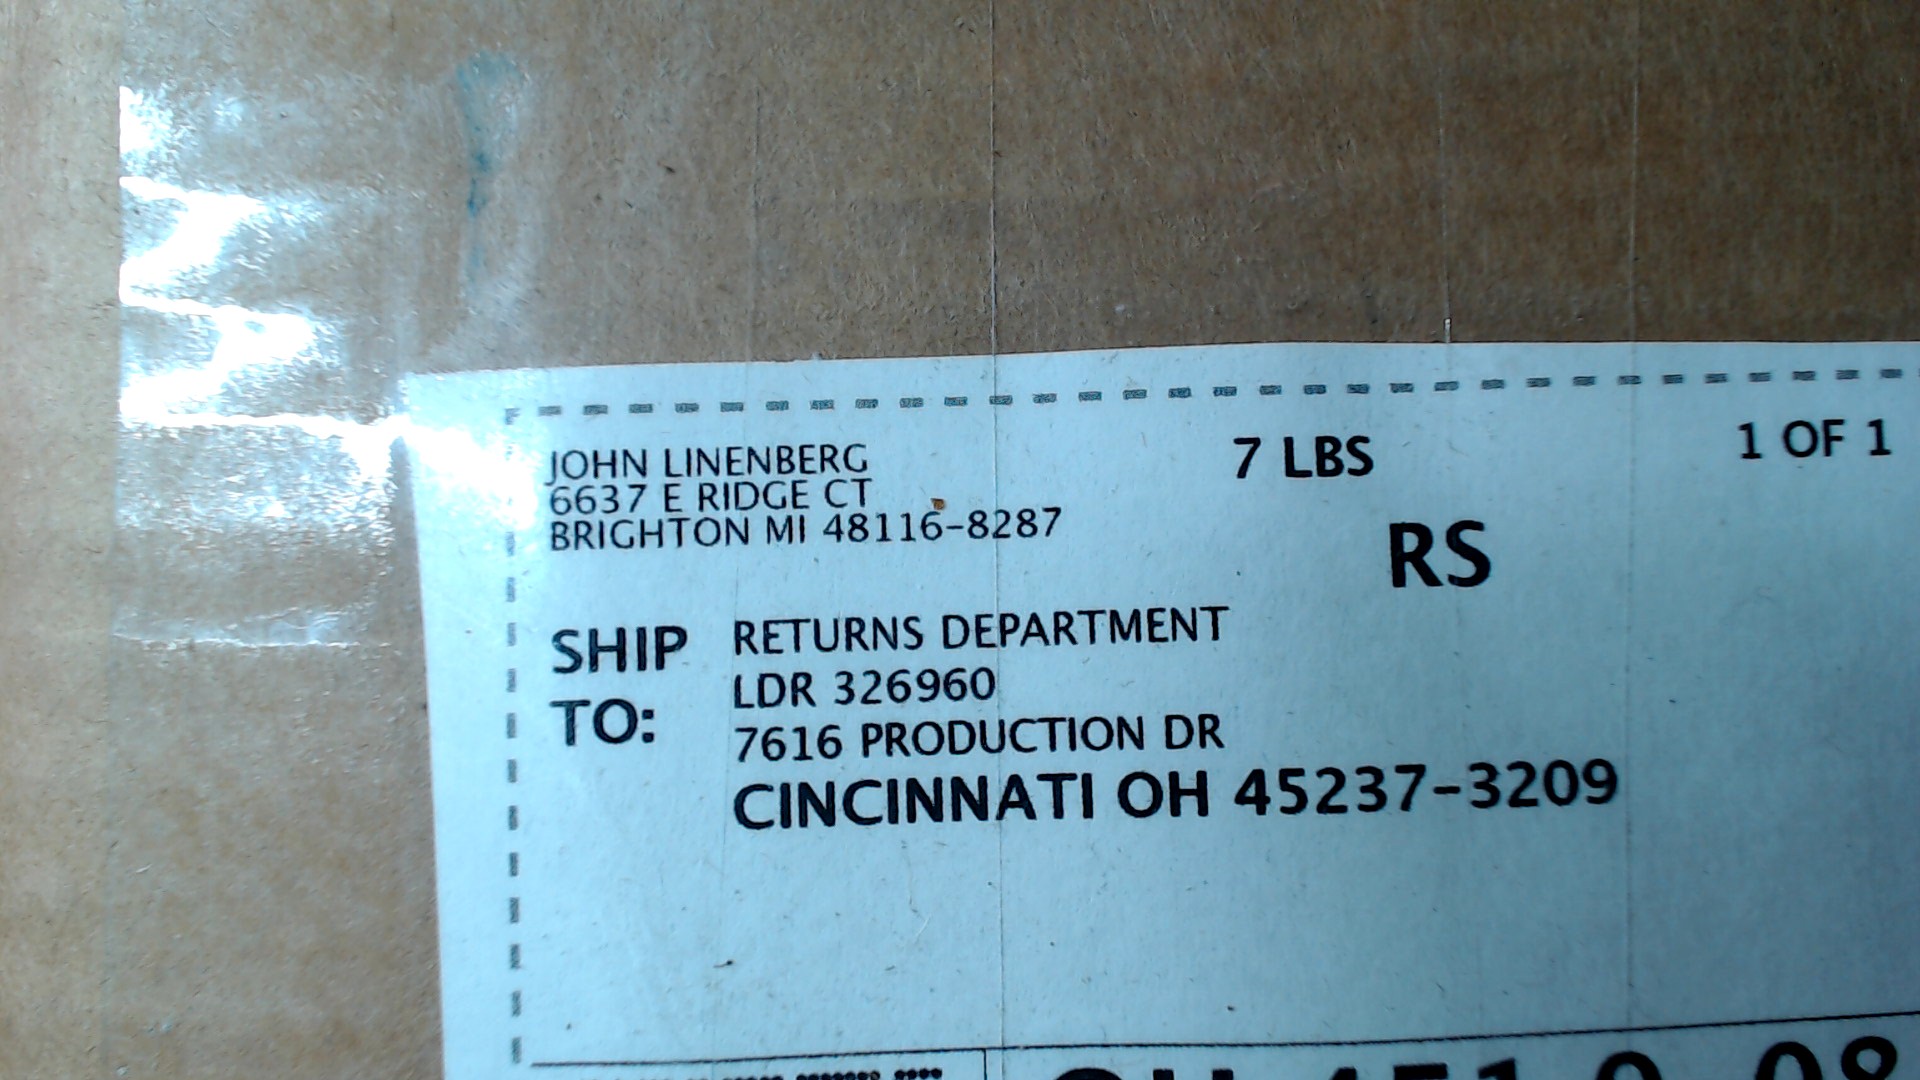 JOHN LINENBERG
6637 E RIDGE CT
BRIGHTON MI 48116-8287
7 LBS
1 OF 1
RS
SHIP TO:
RETURNS DEPARTMENT
LDR 326960
7616 PRODUCTION DR
CINCINNATI OH 45237-3209